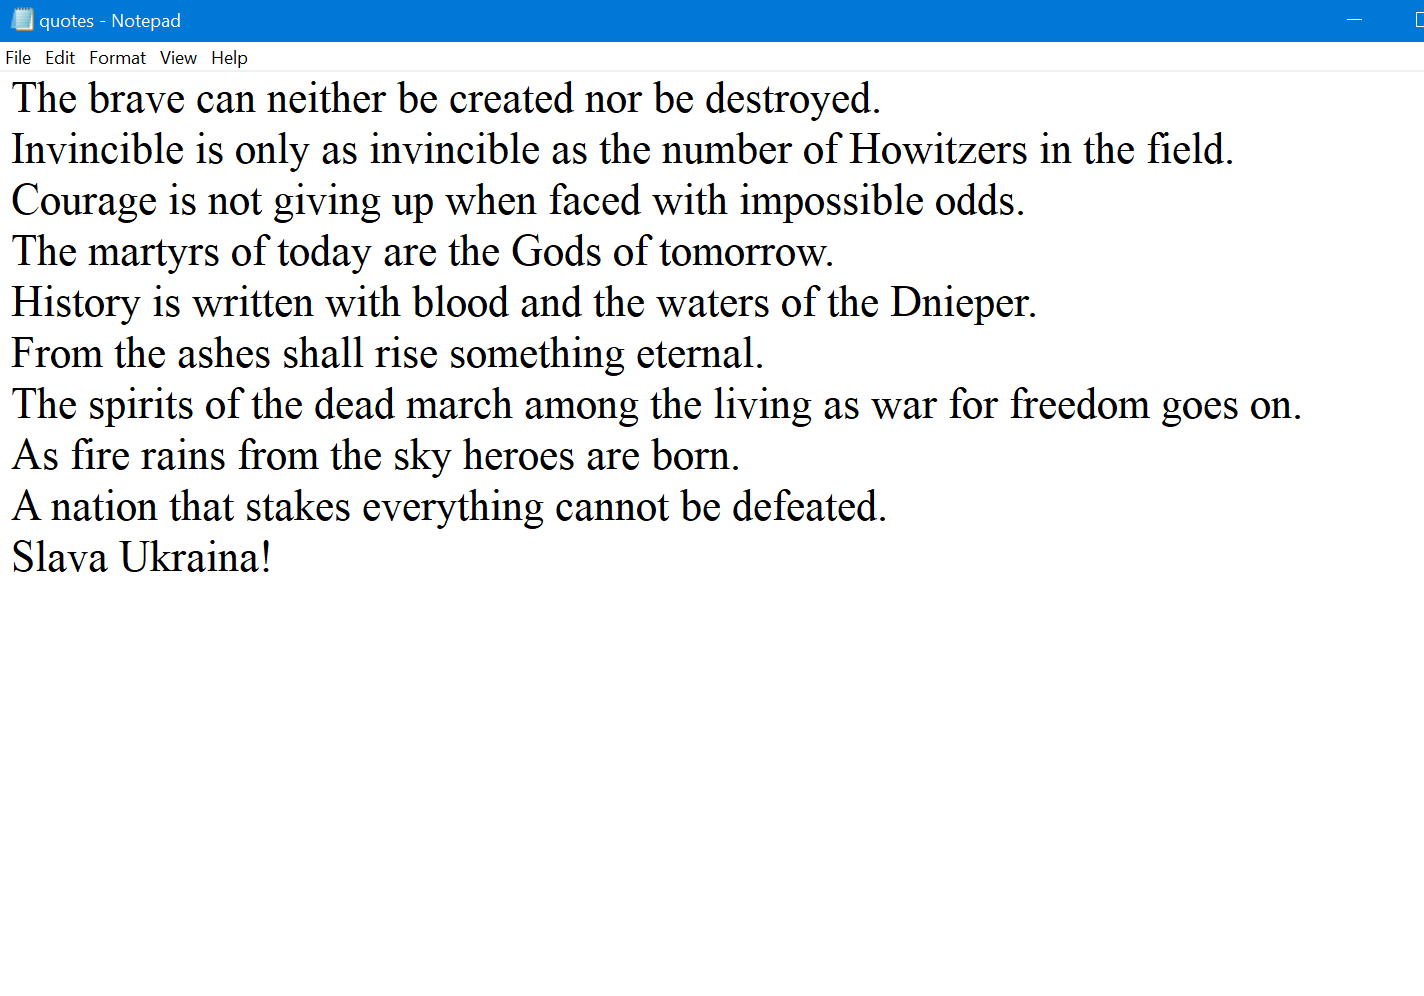 quotes - Notepad
File Edit Format View Help
The brave can neither be created nor be destroyed.
Invincible is only as invincible as the number of Howitzers in the field.
Courage is not giving up when faced with impossible odds.
The martyrs of today are the Gods of tomorrow.
History is written with blood and the waters of the Dnieper.
From the ashes shall rise something eternal.
The spirits of the dead march among the living as war for freedom goes on.
As fire rains from the sky heroes are born.
A nation that stakes everything cannot be defeated.
Slava Ukraina!